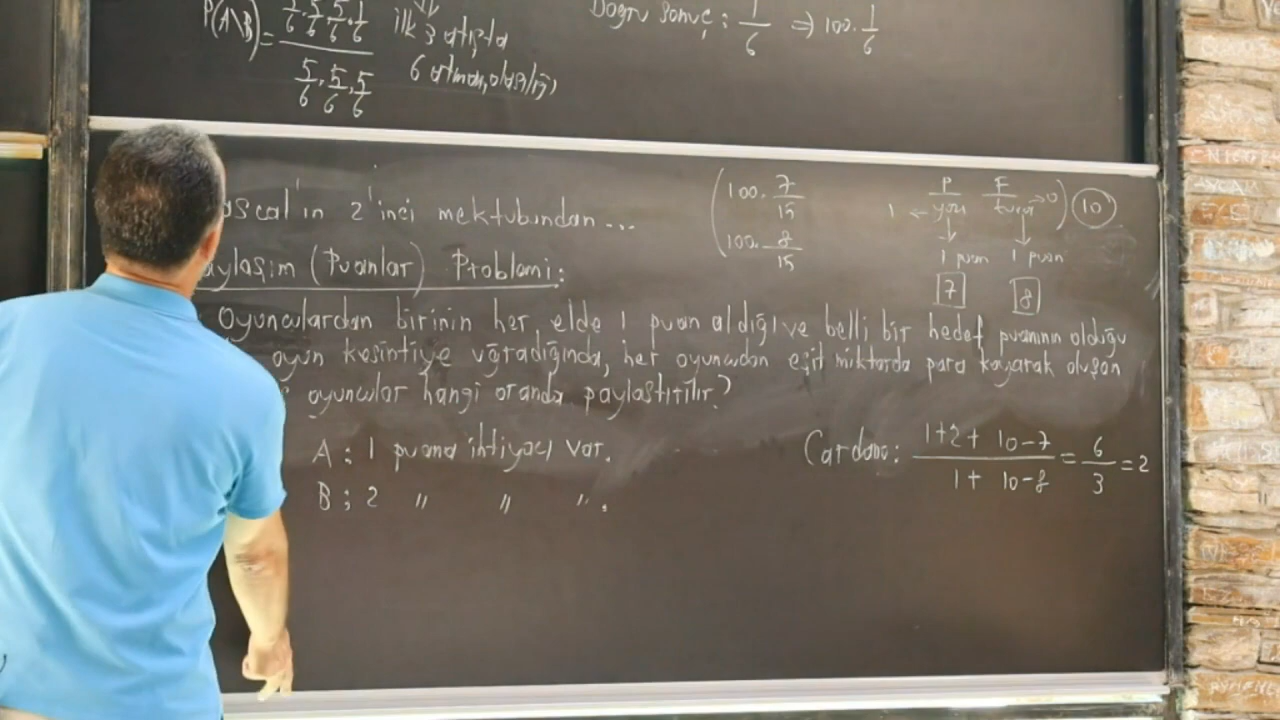 P(A\B) = 5/6 · 5/6 · 5/6 · 1/6 / 5/6 · 5/6 · 5/6
ilk 3 atışta
6 atmama olasılığı
Doğru Sonuç : 1/6 ⇒ 100 · 1/6
ascal'ın 2'inci mektubundan...
aylaşım (Puanlar) Problemi:
(100 · 7/15
100 · 8/15
P F
1 ← yazı tura → 0) 10
1 puan 1 puan
7 8
Oyunculardan birinin her elde 1 puan aldığı ve belli bir hedef puanının olduğu
oyun kesintiye uğradığında, her oyuncudan eşit miktarda para koyarak oluşan
oyuncular hangi oranda paylaştırılır?
A : 1 puana ihtiyacı var.
B : 2 " " ".
Cardano: 1+2+ 10-7 / 1+ 10-8 = 6/3 = 2